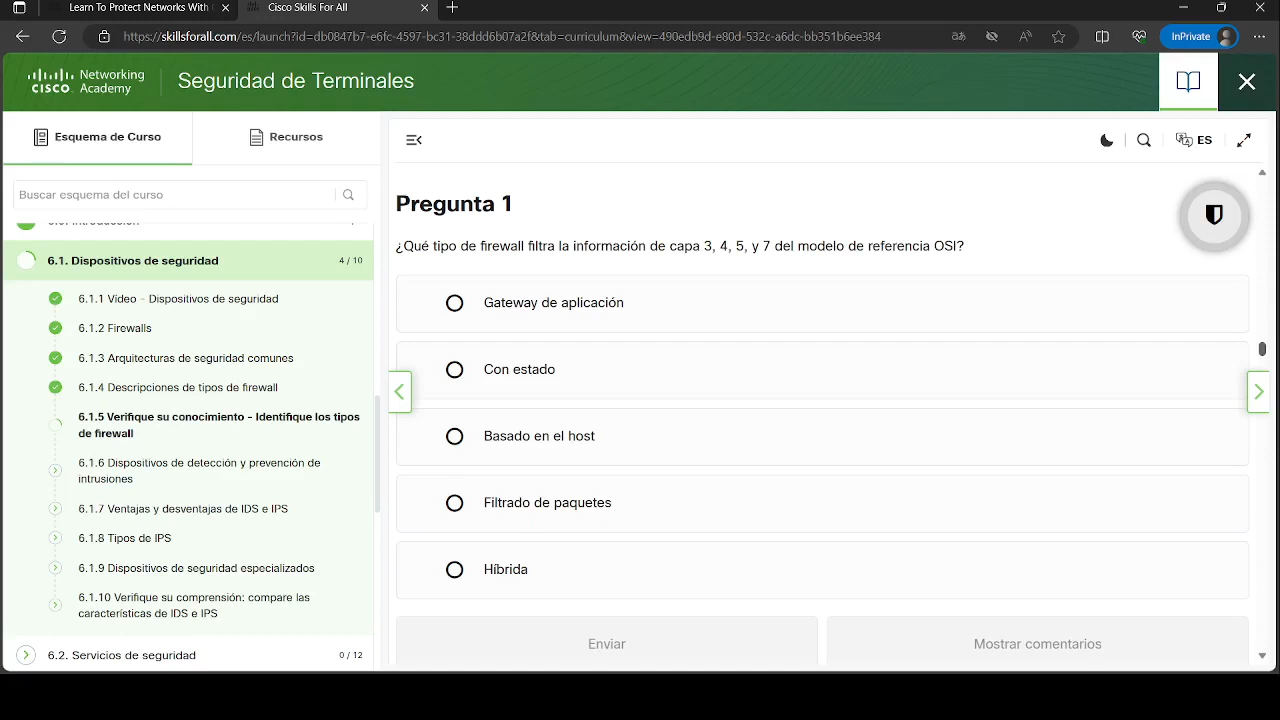 Learn To Protect Networks With
Cisco Skills For All
https://skillsforall.com/es/launch?id=db0847b7-e6fc-4597-bc31-38ddd6b07a2f&tab=curriculum&view=490edb9d-e80d-532c-a6dc-bb351b6ee384
InPrivate
Networking
CISCO Academy
Seguridad de Terminales
Esquema de Curso
Recursos
ES
Buscar esquema del curso
6.1. Dispositivos de seguridad
4 / 10
6.1.1 Video - Dispositivos de seguridad
6.1.2 Firewalls
6.1.3 Arquitecturas de seguridad comunes
6.1.4 Descripciones de tipos de firewall
6.1.5 Verifique su conocimiento - Identifique los tipos
de firewall
6.1.6 Dispositivos de detección y prevención de
intrusiones
6.1.7 Ventajas y desventajas de IDS e IPS
6.1.8 Tipos de IPS
6.1.9 Dispositivos de seguridad especializados
6.1.10 Verifique su comprensión: compare las
características de IDS e IPS
6.2. Servicios de seguridad
0 / 12
Pregunta 1
¿Qué tipo de firewall filtra la información de capa 3, 4, 5, y 7 del modelo de referencia OSI?
Gateway de aplicación
Con estado
Basado en el host
Filtrado de paquetes
Híbrida
Enviar
Mostrar comentarios